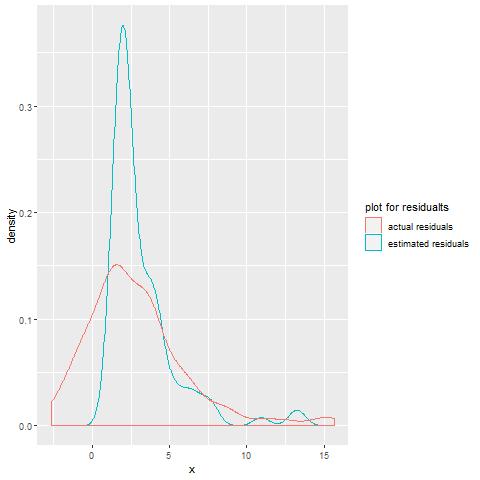 0.3
0.2
0.1
0.0
density
0
5
10
15
x
plot for residualts
actual residuals
estimated residuals